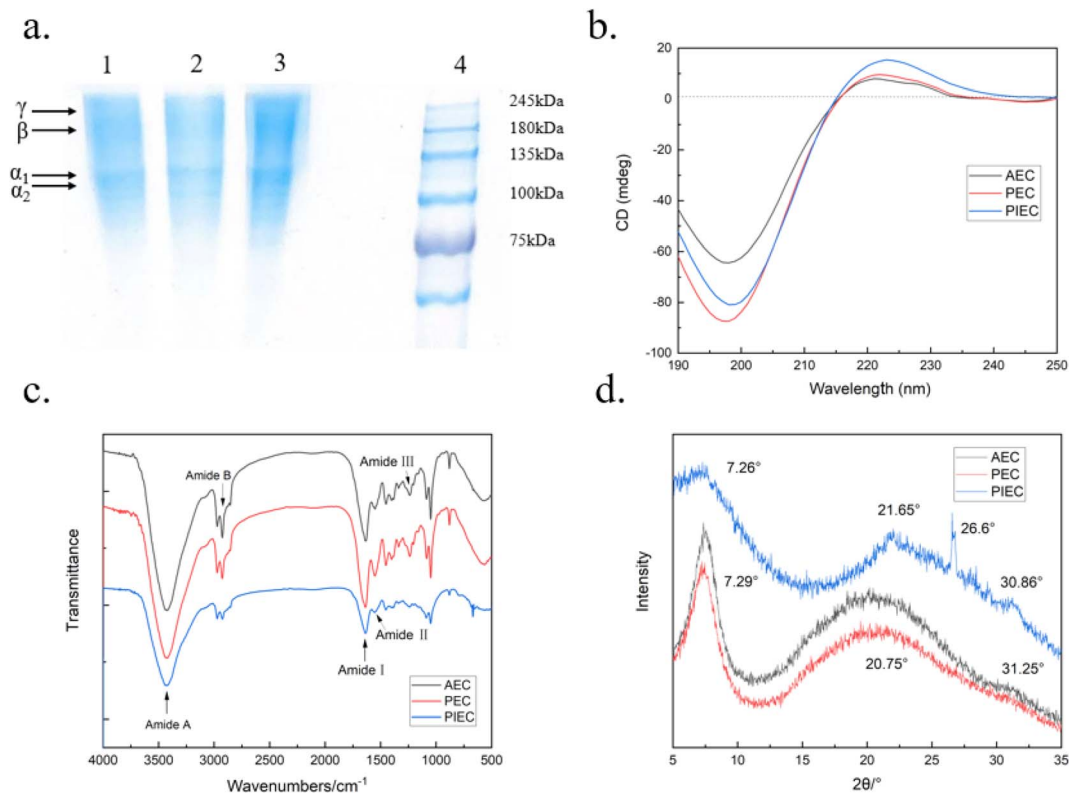 a.
1 2 3 4
γ
β
α₁
α₂
245kDa
180kDa
135kDa
100kDa
75kDa
b.
20
0
-20
-40
-60
-80
-100
CD (mdeg)
AEC
PEC
PIEC
190 200 210 220 230 240 250
Wavelength (nm)
c.
Transmittance
Amide B
Amide III
Amide II
Amide I
Amide A
AEC
PEC
PIEC
4000 3500 3000 2500 2000 1500 1000 500
Wavenumbers/cm⁻¹
d.
Intensity
AEC
PEC
PIEC
7.26°
21.65°
26.6°
30.86°
7.29°
20.75°
31.25°
5 10 15 20 25 30 35
2θ/°